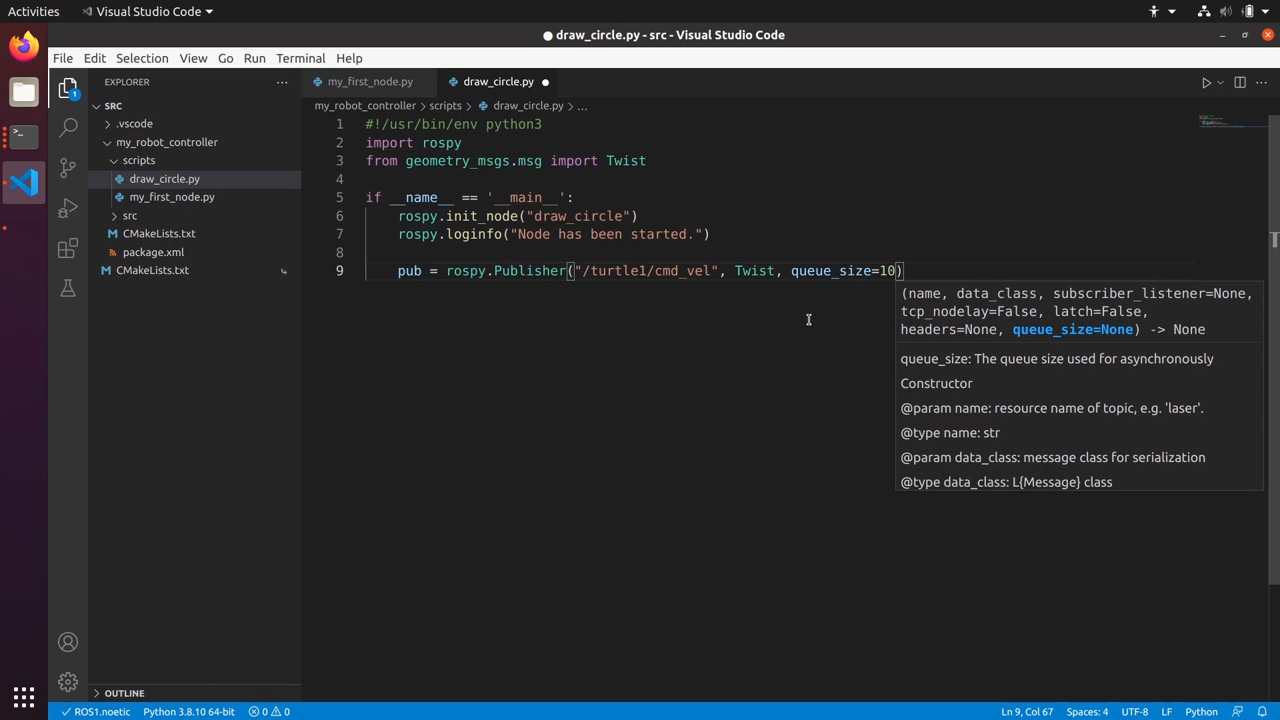 Activities
Visual Studio Code
draw_circle.py - src - Visual Studio Code
File Edit Selection View Go Run Terminal Help
1
EXPLORER
SRC
.vscode
my_robot_controller
scripts
draw_circle.py
my_first_node.py
src
CMakeLists.txt
package.xml
CMakeLists.txt
OUTLINE
my_first_node.py
draw_circle.py
my_robot_controller > scripts > draw_circle.py > ...
1 #!/usr/bin/env python3
2 import rospy
3 from geometry_msgs.msg import Twist
4
5 if __name__ == '__main__':
6 rospy.init_node("draw_circle")
7 rospy.loginfo("Node has been started.")
8
9 pub = rospy.Publisher("/turtle1/cmd_vel", Twist, queue_size=10)
(name, data_class, subscriber_listener=None,
tcp_nodelay=False, latch=False,
headers=None, queue_size=None) -> None
queue_size: The queue size used for asynchronously
Constructor
@param name: resource name of topic, e.g. 'laser'.
@type name: str
@param data_class: message class for serialization
@type data_class: L{Message} class
ROS1.noetic Python 3.8.10 64-bit 0 0 Ln 9, Col 67 Spaces: 4 UTF-8 LF Python